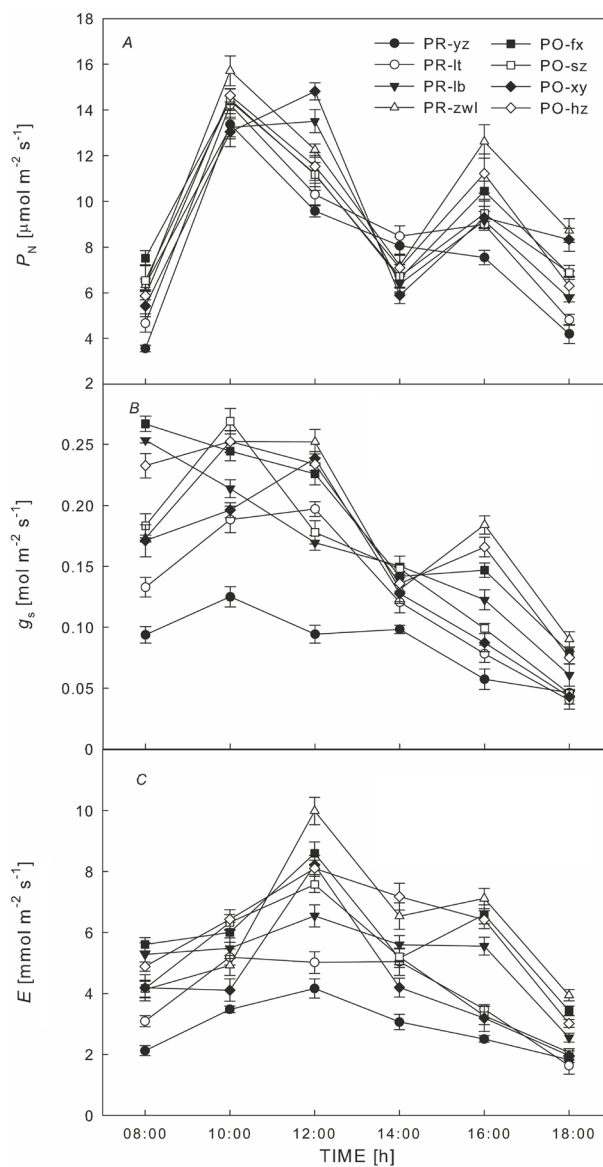 A
PR-yz
PR-lt
PR-lb
PR-zwl
PO-fx
PO-sz
PO-xy
PO-hz
18
16
14
12
10
8
6
4
2
P_N [μmol m⁻² s⁻¹]
B
0.25
0.20
0.15
0.10
0.05
0
g_s [mol m⁻² s⁻¹]
C
10
8
6
4
2
0
E [mmol m⁻² s⁻¹]
08:00 10:00 12:00 14:00 16:00 18:00
TIME [h]